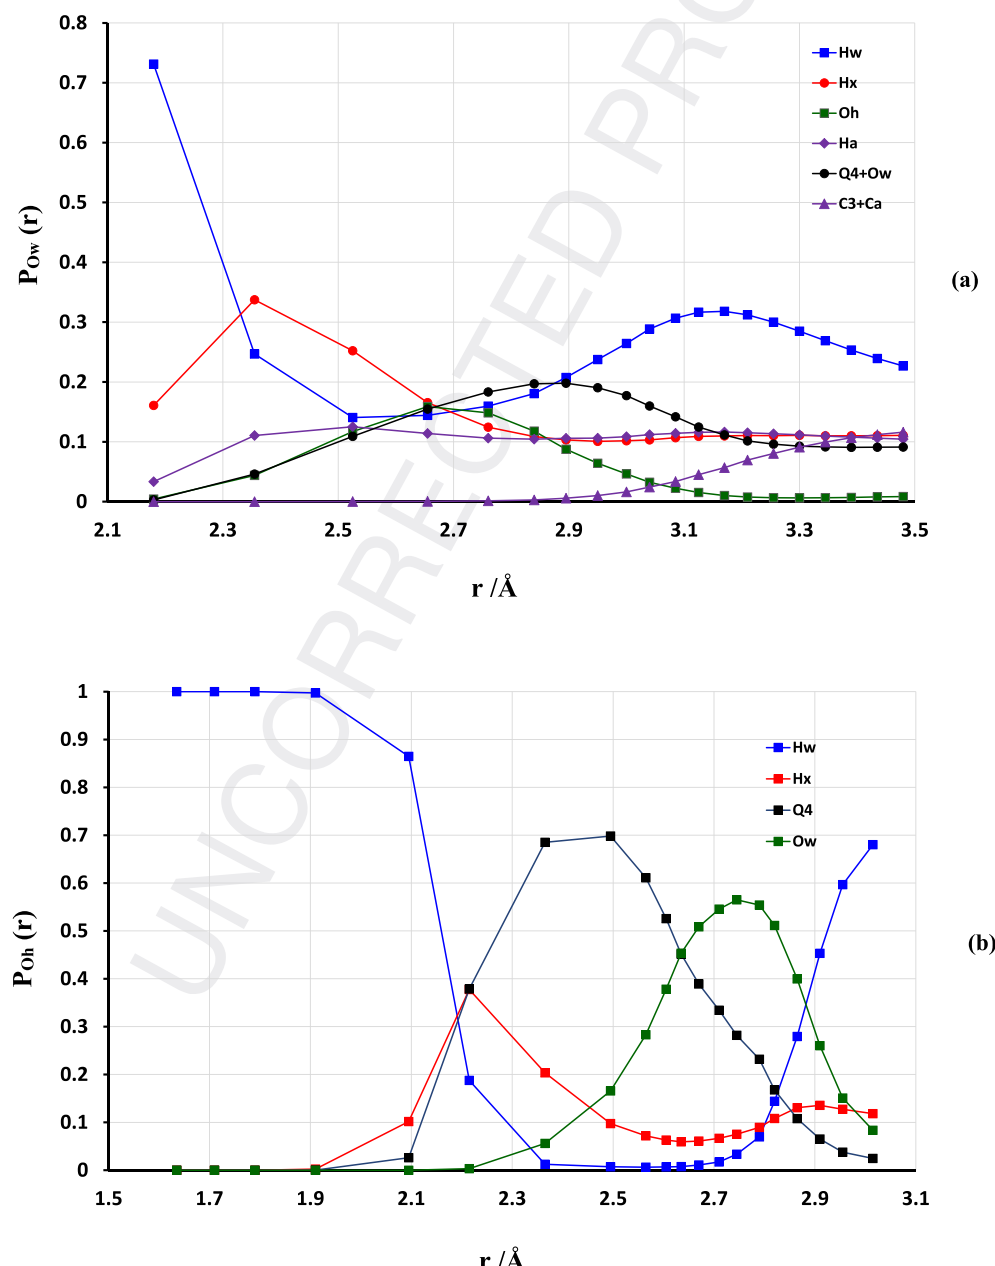 0.8
0.7
0.6
0.5
0.4
0.3
0.2
0.1
0
P_Ow (r)
Hw
Hx
Oh
Ha
Q4+Ow
C3+Ca
(a)
2.1 2.3 2.5 2.7 2.9 3.1 3.3 3.5
r /Å
1
0.9
0.8
0.7
0.6
0.5
0.4
0.3
0.2
0.1
0
P_Oh (r)
Hw
Hx
Q4
Ow
(b)
1.5 1.7 1.9 2.1 2.3 2.5 2.7 2.9 3.1
r /Å
UNCORRECTED PRO